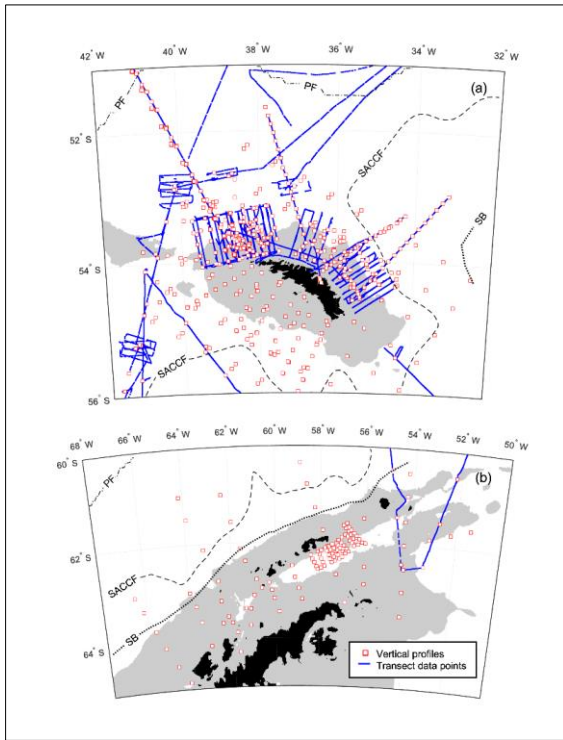 42° W 40° W 38° W 36° W 34° W 32° W
(a)
PF
PF
52° S
SACCF
SB
54° S
SACCF
56° S
68° W 66° W 64° W 62° W 60° W 58° W 56° W 54° W 52° W 50° W
60° S
(b)
PF
62° S
SACCF
SB
64° S
Vertical profiles
Transect data points